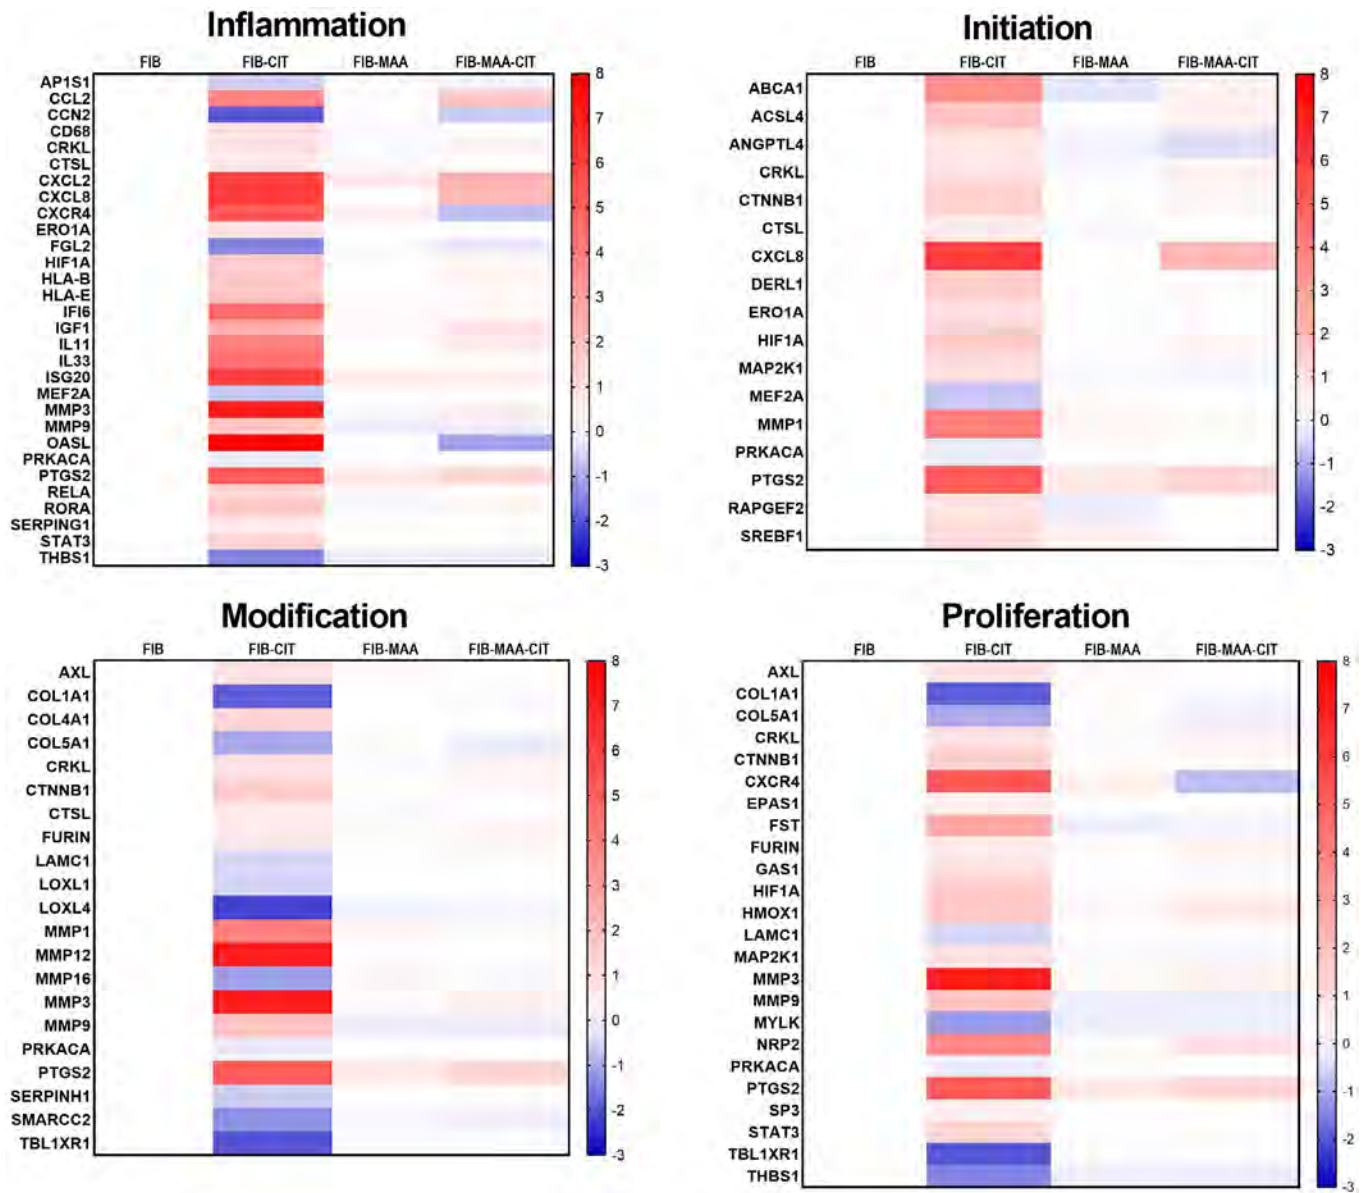 Inflammation
FIB FIB-CIT FIB-MAA FIB-MAA-CIT
AP1S1
CCL2
CCN2
CD68
CRKL
CTSL
CXCL2
CXCL8
CXCR4
ERO1A
FGL2
HIF1A
HLA-B
HLA-E
IFI6
IGF1
IL11
IL33
ISG20
MEF2A
MMP3
MMP9
OASL
PRKACA
PTGS2
RELA
RORA
SERPING1
STAT3
THBS1
8
7
6
5
4
3
2
1
0
-1
-2
-3
Initiation
FIB FIB-CIT FIB-MAA FIB-MAA-CIT
ABCA1
ACSL4
ANGPTL4
CRKL
CTNNB1
CTSL
CXCL8
DERL1
ERO1A
HIF1A
MAP2K1
MEF2A
MMP1
PRKACA
PTGS2
RAPGEF2
SREBF1
8
7
6
5
4
3
2
1
0
-1
-2
-3
Modification
FIB FIB-CIT FIB-MAA FIB-MAA-CIT
AXL
COL1A1
COL4A1
COL5A1
CRKL
CTNNB1
CTSL
FURIN
LAMC1
LOXL1
LOXL4
MMP1
MMP12
MMP16
MMP3
MMP9
PRKACA
PTGS2
SERPINH1
SMARCC2
TBL1XR1
8
7
6
5
4
3
2
1
0
-1
-2
-3
Proliferation
FIB FIB-CIT FIB-MAA FIB-MAA-CIT
AXL
COL1A1
COL5A1
CRKL
CTNNB1
CXCR4
EPAS1
FST
FURIN
GAS1
HIF1A
HMOX1
LAMC1
MAP2K1
MMP3
MMP9
MYLK
NRP2
PRKACA
PTGS2
SP3
STAT3
TBL1XR1
THBS1
8
7
6
5
4
3
2
1
0
-1
-2
-3